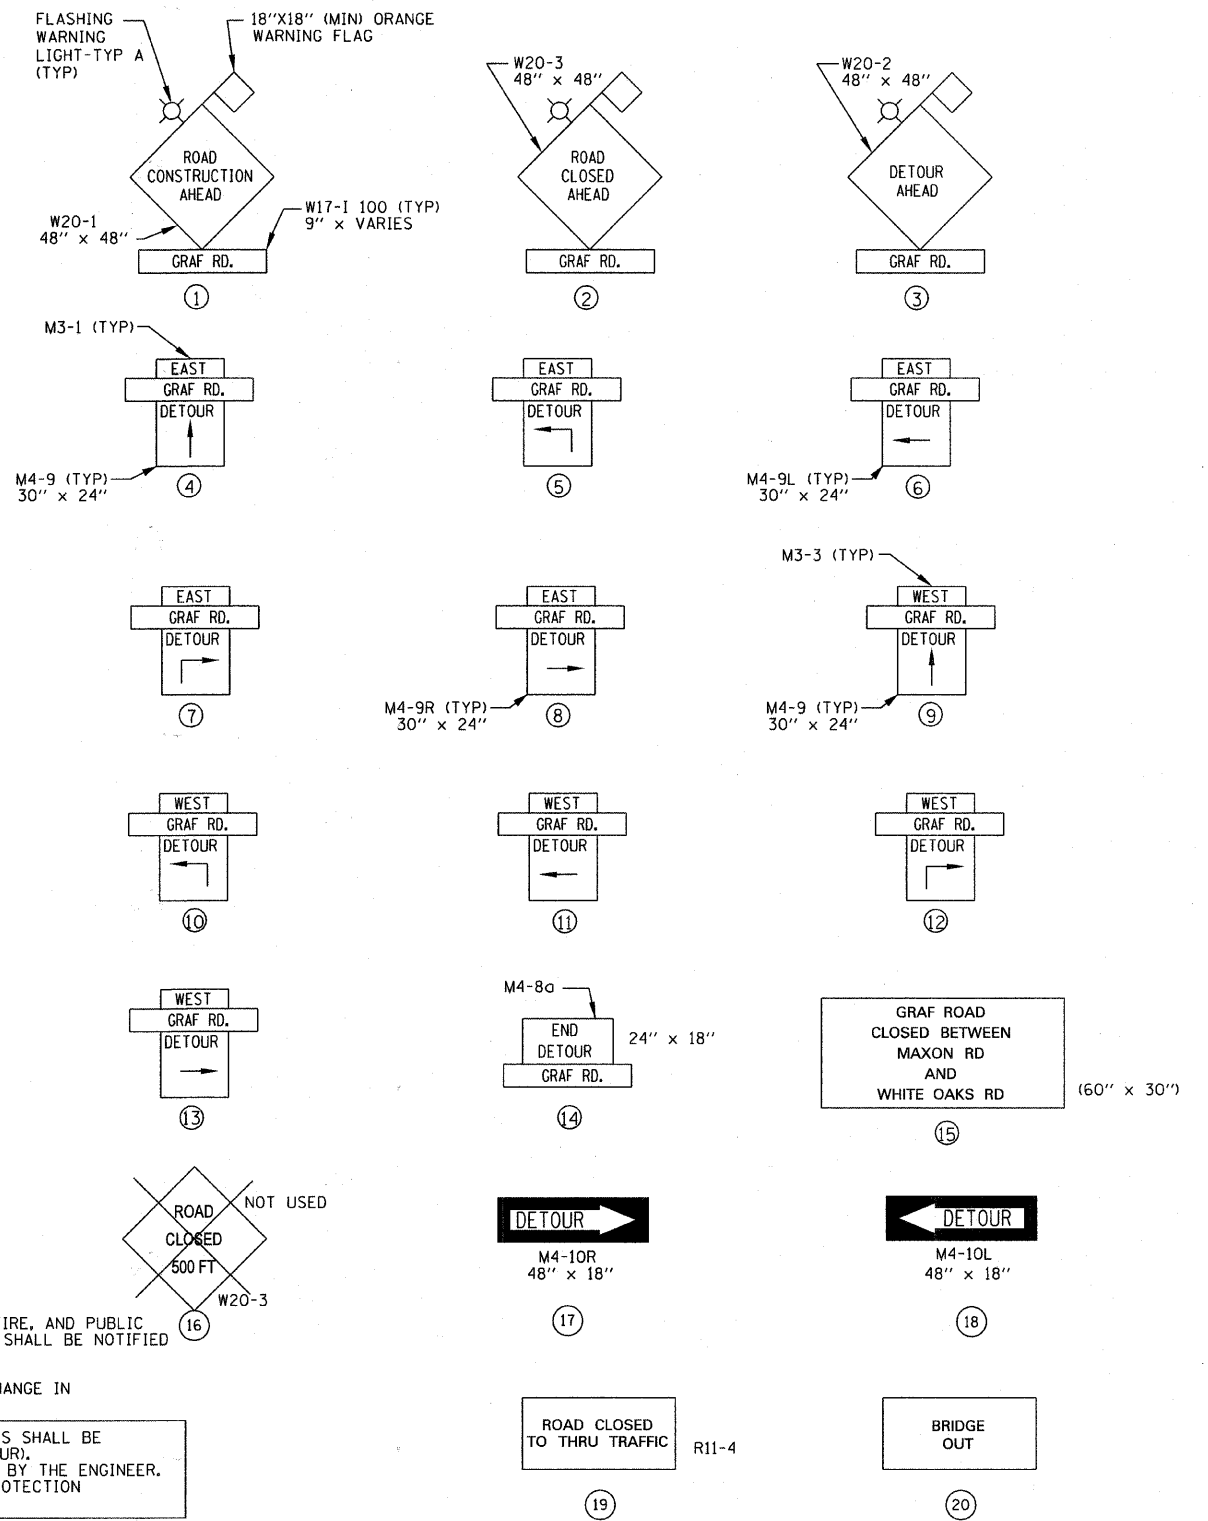 FLASHING
WARNING
LIGHT-TYP A
(TYP)
18"X18" (MIN) ORANGE
WARNING FLAG
ROAD
CONSTRUCTION
AHEAD
W20-1
48" x 48"
W17-I 100 (TYP)
9" x VARIES
GRAF RD.
1
W20-3
48" x 48"
ROAD
CLOSED
AHEAD
GRAF RD.
2
W20-2
48" x 48"
DETOUR
AHEAD
GRAF RD.
3
M3-1 (TYP)
EAST
GRAF RD.
DETOUR
M4-9 (TYP)
30" x 24"
4
EAST
GRAF RD.
DETOUR
5
EAST
GRAF RD.
DETOUR
M4-9L (TYP)
30" x 24"
6
EAST
GRAF RD.
DETOUR
7
EAST
GRAF RD.
DETOUR
M4-9R (TYP)
30" x 24"
8
M3-3 (TYP)
WEST
GRAF RD.
DETOUR
M4-9 (TYP)
30" x 24"
9
WEST
GRAF RD.
DETOUR
10
WEST
GRAF RD.
DETOUR
11
WEST
GRAF RD.
DETOUR
12
WEST
GRAF RD.
DETOUR
13
M4-8a
END
DETOUR
24" x 18"
GRAF RD.
14
GRAF ROAD
CLOSED BETWEEN
MAXON RD
AND
WHITE OAKS RD
(60" x 30")
15
NOT USED
ROAD
CLOSED
500 FT
W20-3
16
DETOUR
M4-10R
48" x 18"
17
DETOUR
M4-10L
48" x 18"
18
IRE, AND PUBLIC
SHALL BE NOTIFIED
HANGE IN
S SHALL BE
UR).
BY THE ENGINEER.
OTECTION
ROAD CLOSED
TO THRU TRAFFIC
R11-4
19
BRIDGE
OUT
20